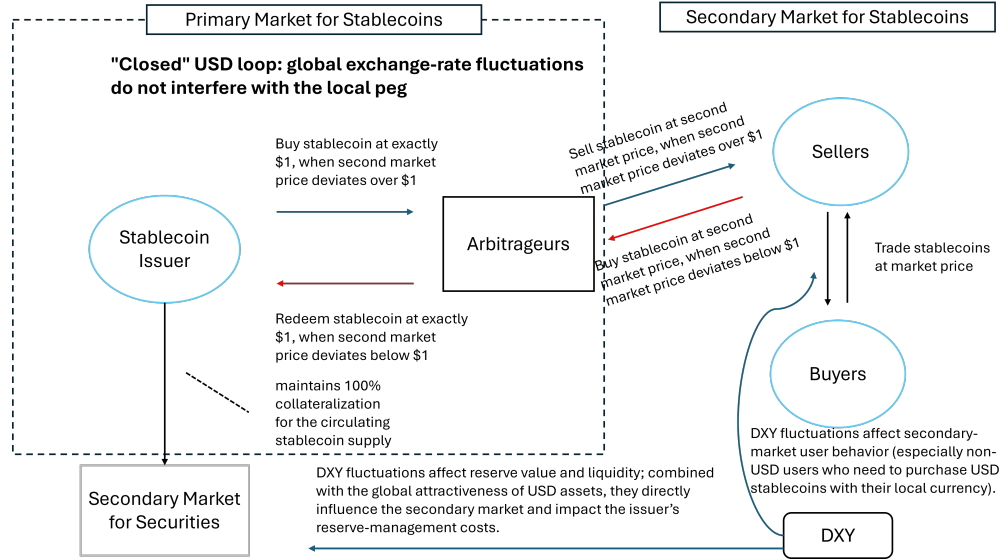 Primary Market for Stablecoins
Secondary Market for Stablecoins
"Closed" USD loop: global exchange-rate fluctuations
do not interfere with the local peg
Buy stablecoin at exactly
$1, when second market
price deviates over $1
Sell stablecoin at second
market price, when second
market price deviates over $1
Sellers
Stablecoin
Issuer
Arbitrageurs
Buy stablecoin at second
market price, when second
market price deviates below $1
Trade stablecoins
at market price
Redeem stablecoin at exactly
$1, when second market
price deviates below $1
Buyers
maintains 100%
collateralization
for the circulating
stablecoin supply
DXY fluctuations affect secondary-
market user behavior (especially non-
USD users who need to purchase USD
stablecoins with their local currency).
Secondary Market
for Securities
DXY fluctuations affect reserve value and liquidity; combined
with the global attractiveness of USD assets, they directly
influence the secondary market and impact the issuer’s
reserve-management costs.
DXY